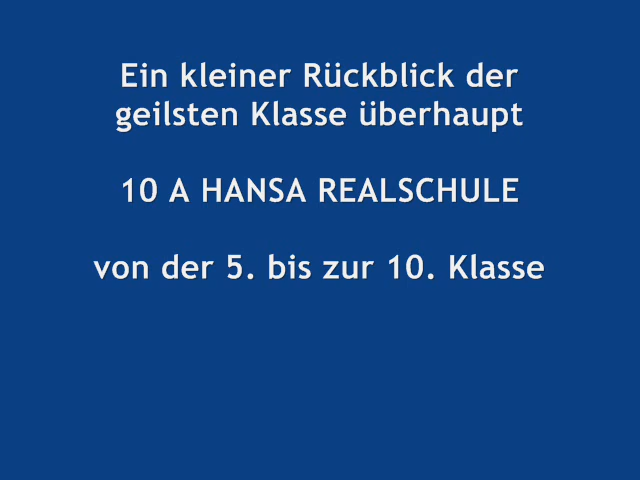 Ein kleiner Rückblick der
geilsten Klasse überhaupt
10 A HANSA REALSCHULE
von der 5. bis zur 10. Klasse